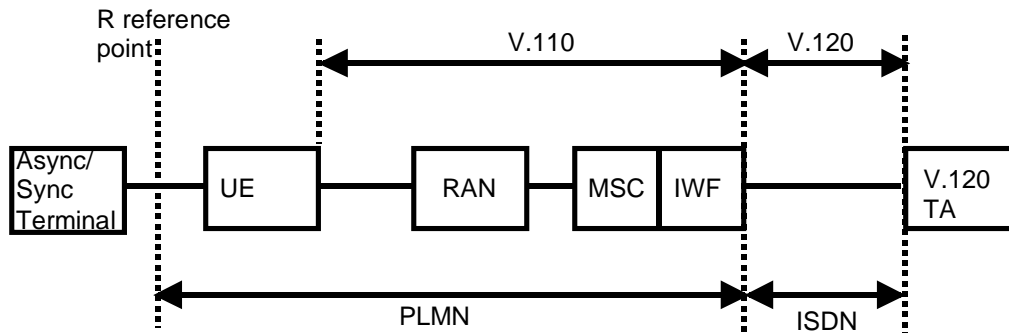 R reference
point
V.110
V.120
Async/
Sync
Terminal
UE
RAN
MSC
IWF
V.120
TA
PLMN
ISDN